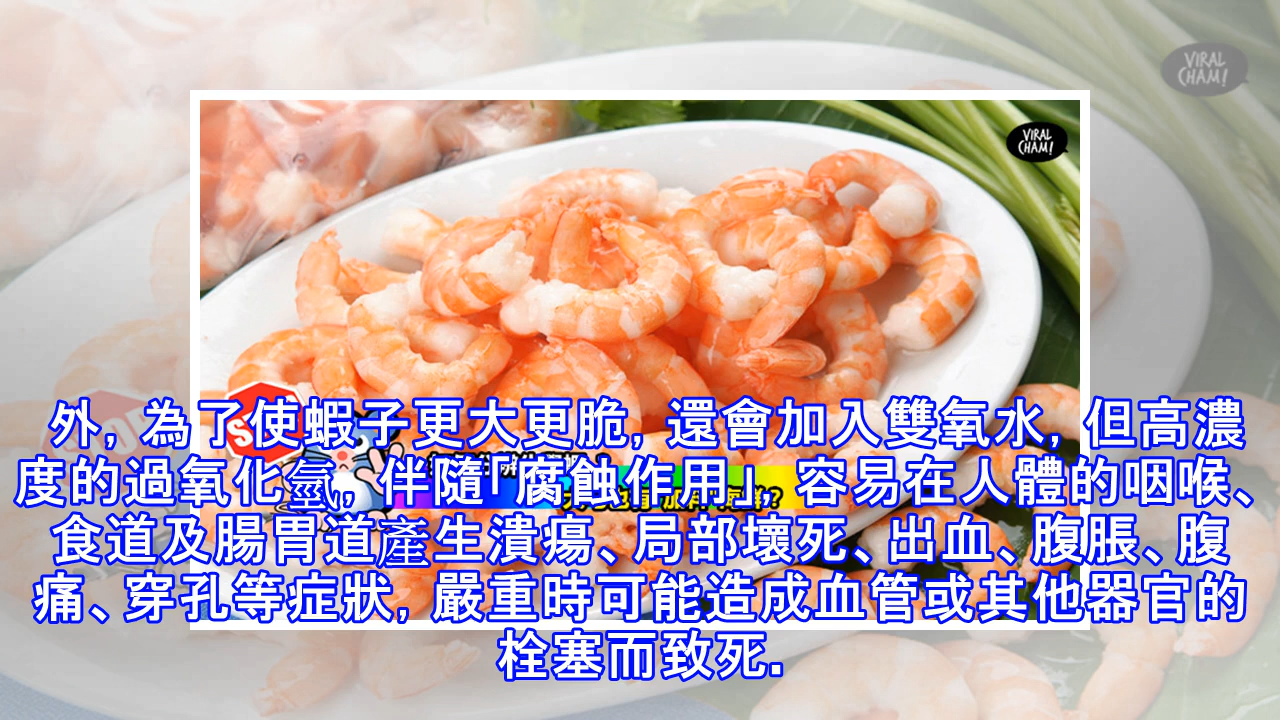 VIRAL
CHAM!
VIRAL
CHAM!
外, 為了使蝦子更大更脆, 還會加入雙氧水, 但高濃
度的過氧化氫, 伴隨「腐蝕作用」, 容易在人體的咽喉、
食道及腸胃道產生潰瘍、局部壞死、出血、腹脹、腹
痛、穿孔等症狀, 嚴重時可能造成血管或其他器官的
栓塞而致死.